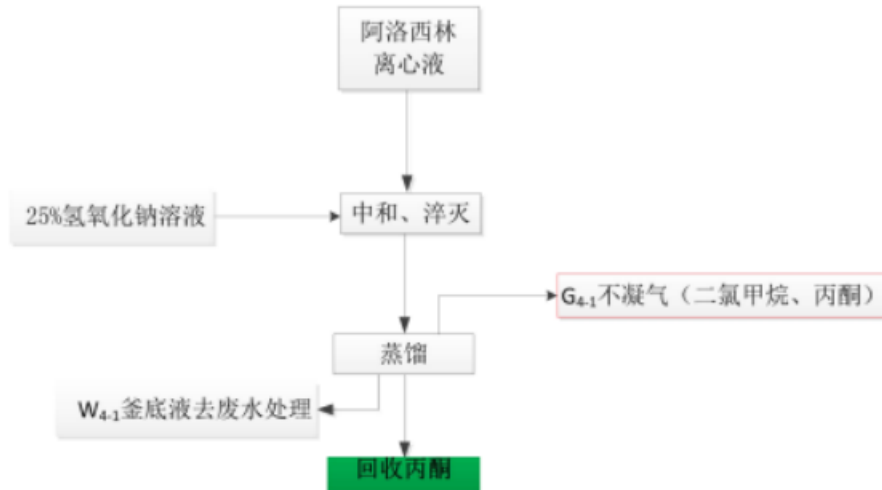 阿洛西林
离心液
25%氢氧化钠溶液
中和、淬灭
G4-1不凝气（二氯甲烷、丙酮）
蒸馏
W4-1釜底液去废水处理
回收丙酮